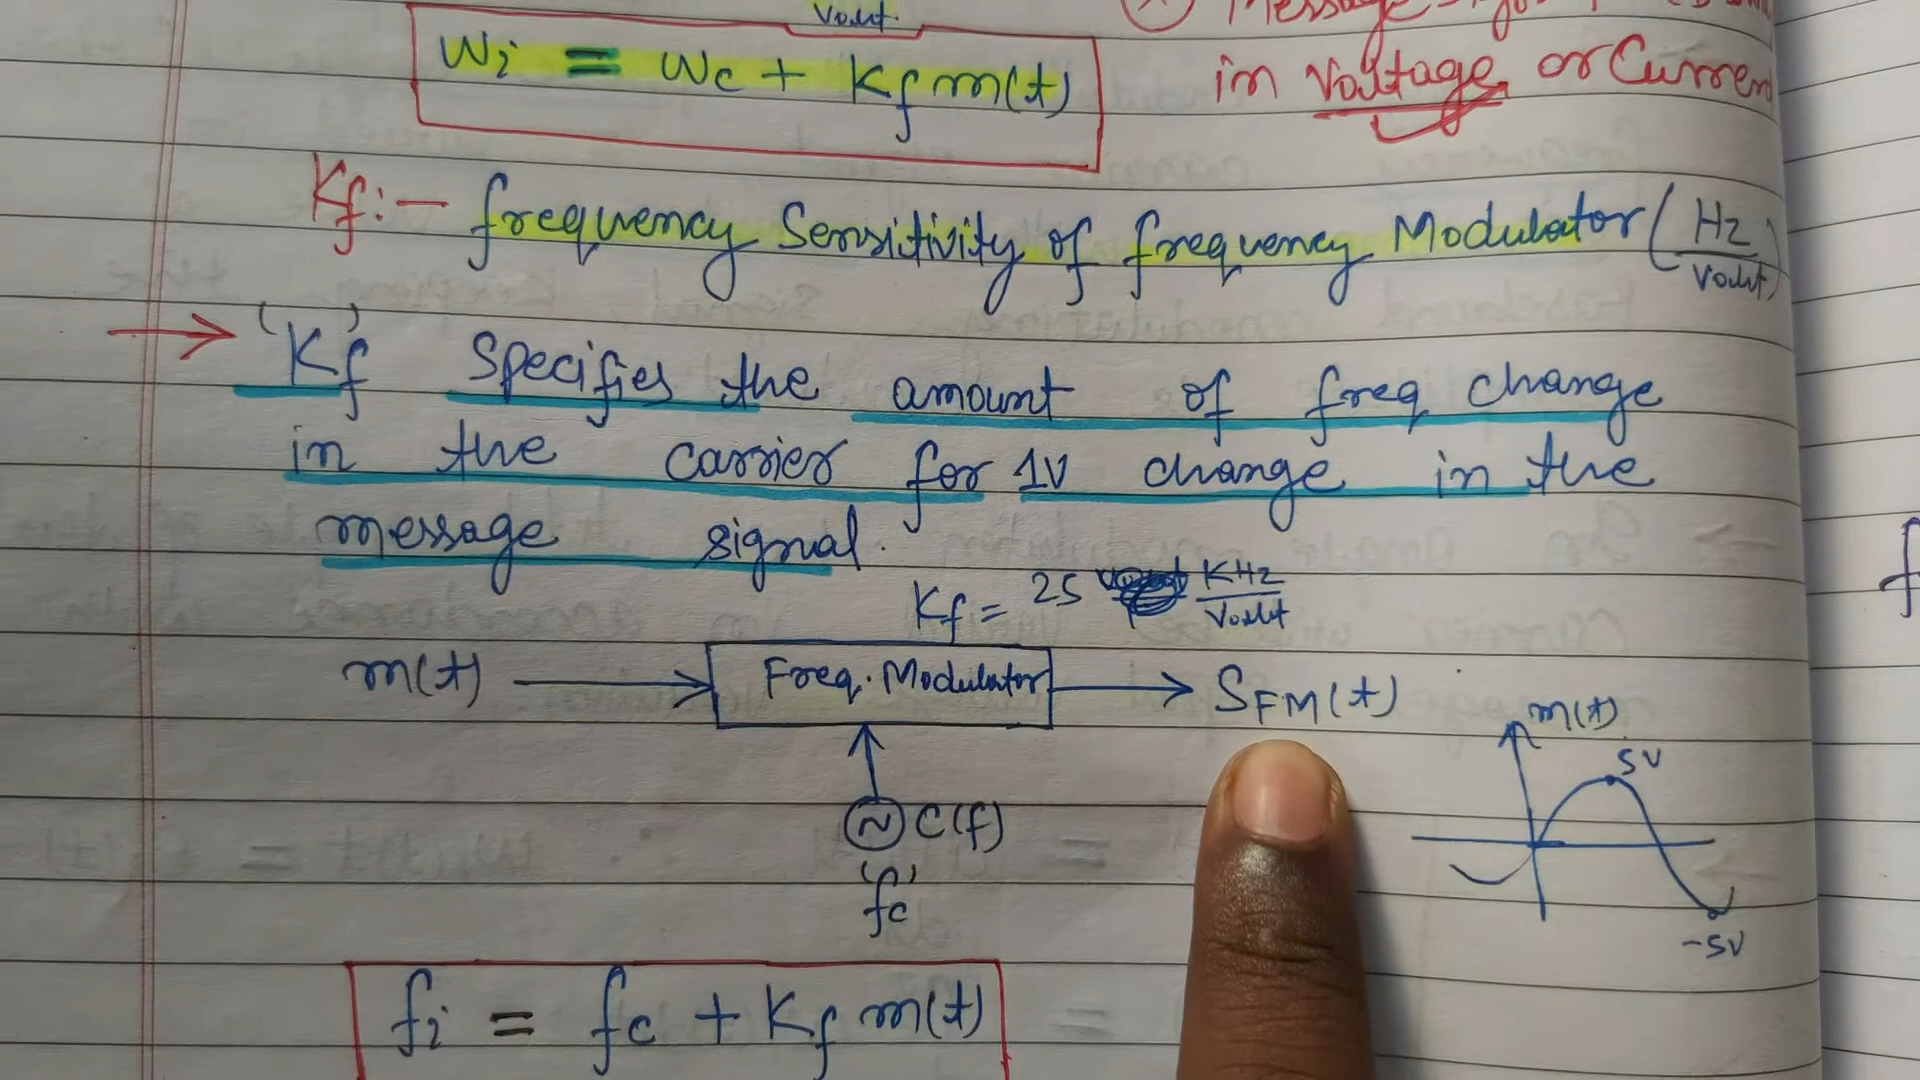 Volt.
Wi = Wc + Kf m(t)
in Voltage or Curren
Kf :- frequency Sensitivity of frequency Modulator (Hz/Volt)
'Kf' Specifies the amount of freq change
in the carrier for 1V change in the
message signal.
Kf = 25 KHz/Volt
m(t) Freq. Modulator SFM(t)
m(t)
5V
C(f)
'fc'
-5V
fi = fc + Kf m(t)